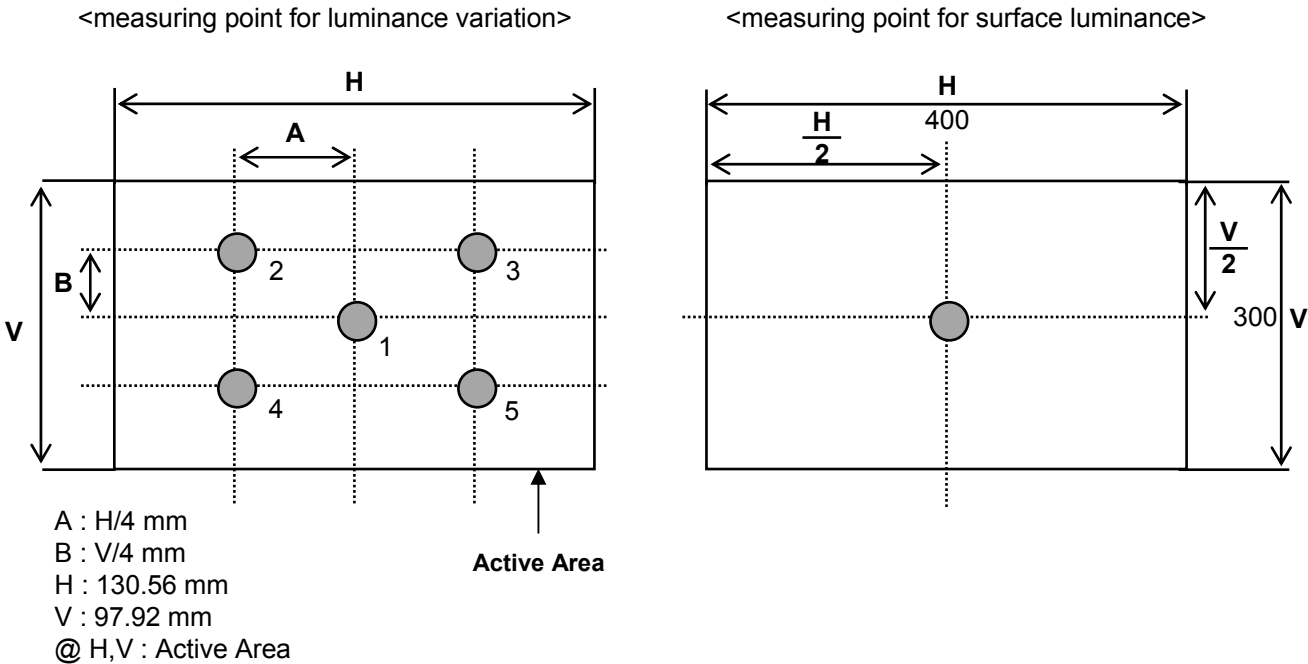 <measuring point for luminance variation>
H
A
V
B
2
3
1
4
5
Active Area
A : H/4 mm
B : V/4 mm
H : 130.56 mm
V : 97.92 mm
@ H,V : Active Area
<measuring point for surface luminance>
H
400
H
2
V
2
300
V